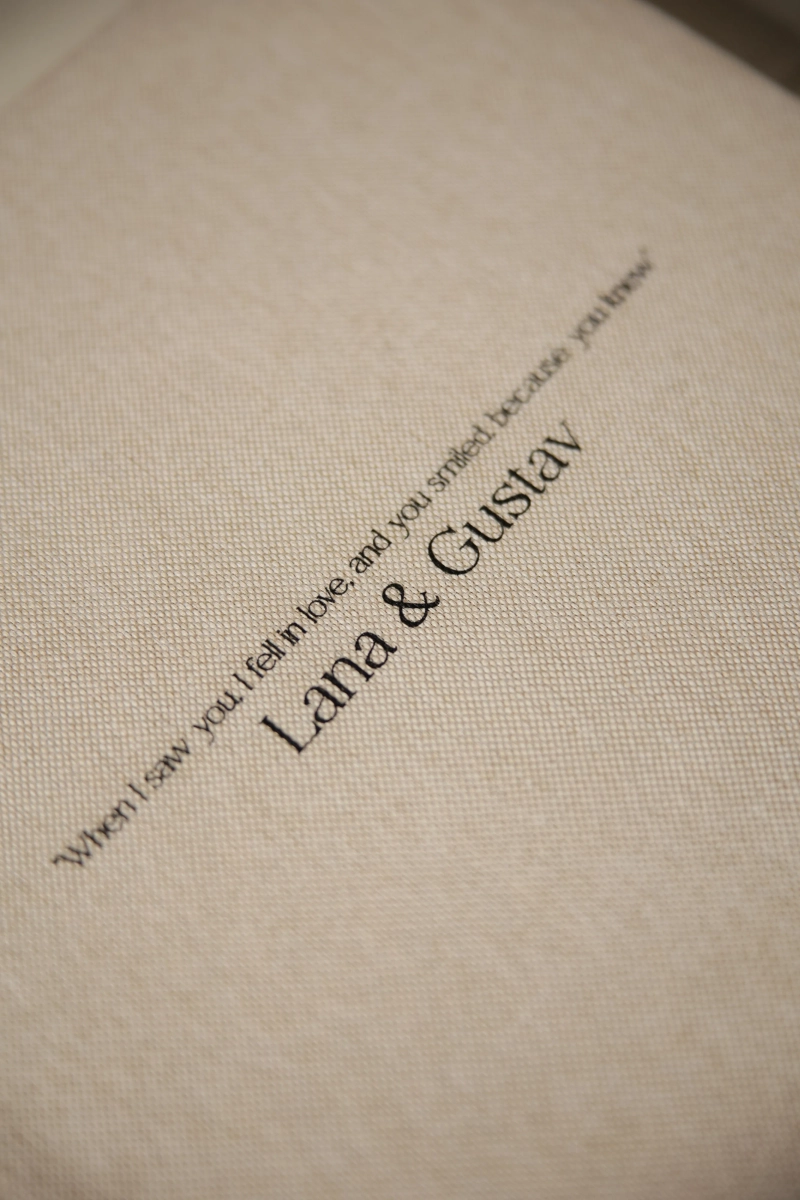 "When I saw you, I fell in love, and you smiled because you knew"
Lana & Gustav